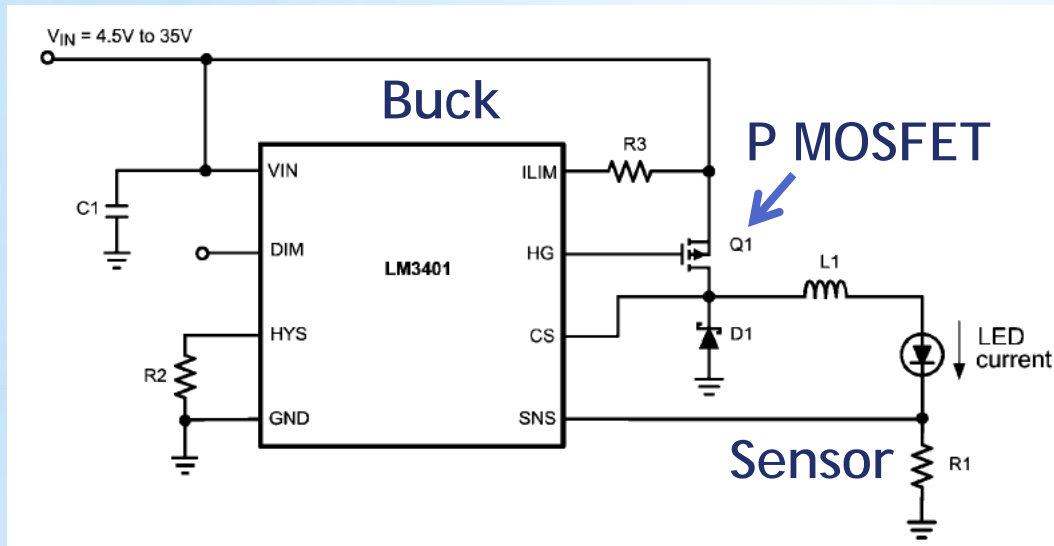 V_IN = 4.5V to 35V
Buck
P MOSFET
R3
VIN
ILIM
C1
Q1
DIM
HG
L1
LM3401
HYS
CS
D1
LED
current
R2
GND
SNS
Sensor
R1